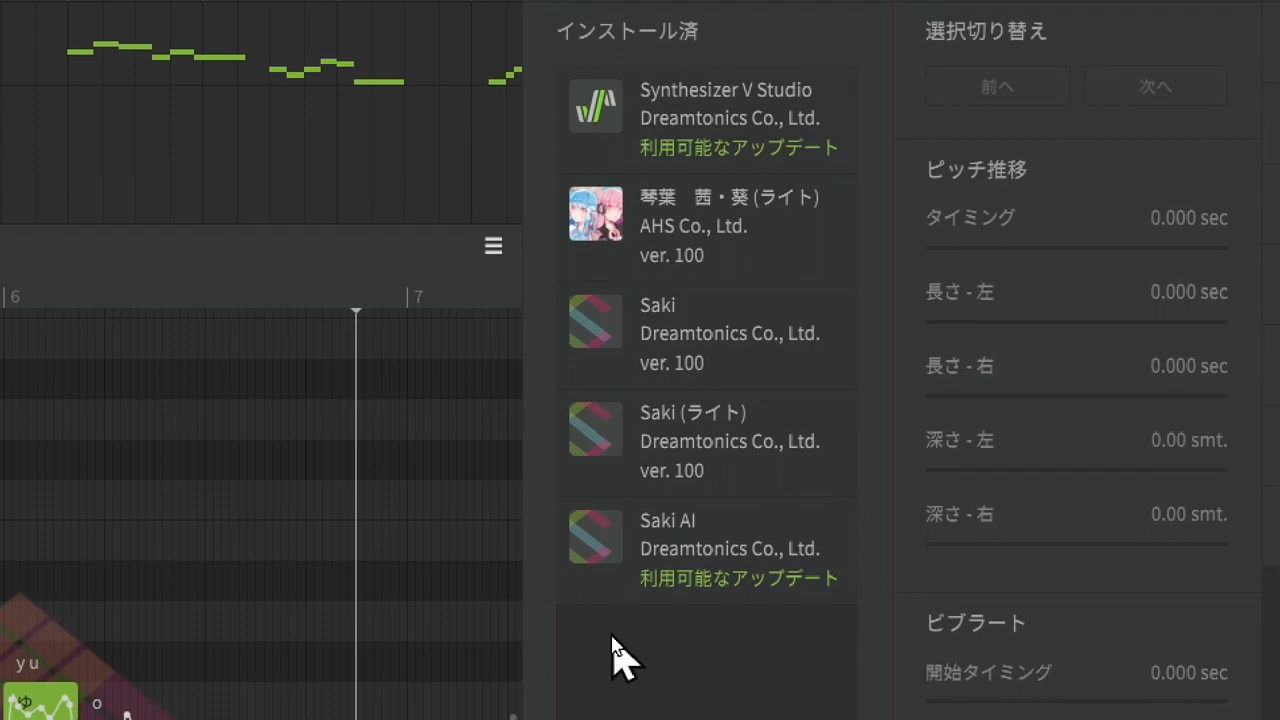 インストール済
Synthesizer V Studio
Dreamtonics Co., Ltd.
利用可能なアップデート
琴葉　茜・葵 (ライト)
AHS Co., Ltd.
ver. 100
Saki
Dreamtonics Co., Ltd.
ver. 100
Saki (ライト)
Dreamtonics Co., Ltd.
ver. 100
Saki AI
Dreamtonics Co., Ltd.
利用可能なアップデート
選択切り替え
前へ
次へ
ピッチ推移
タイミング 0.000 sec
長さ - 左 0.000 sec
長さ - 右 0.000 sec
深さ - 左 0.00 smt.
深さ - 右 0.00 smt.
ビブラート
開始タイミング 0.000 sec
6
7
y u
ゆ
o